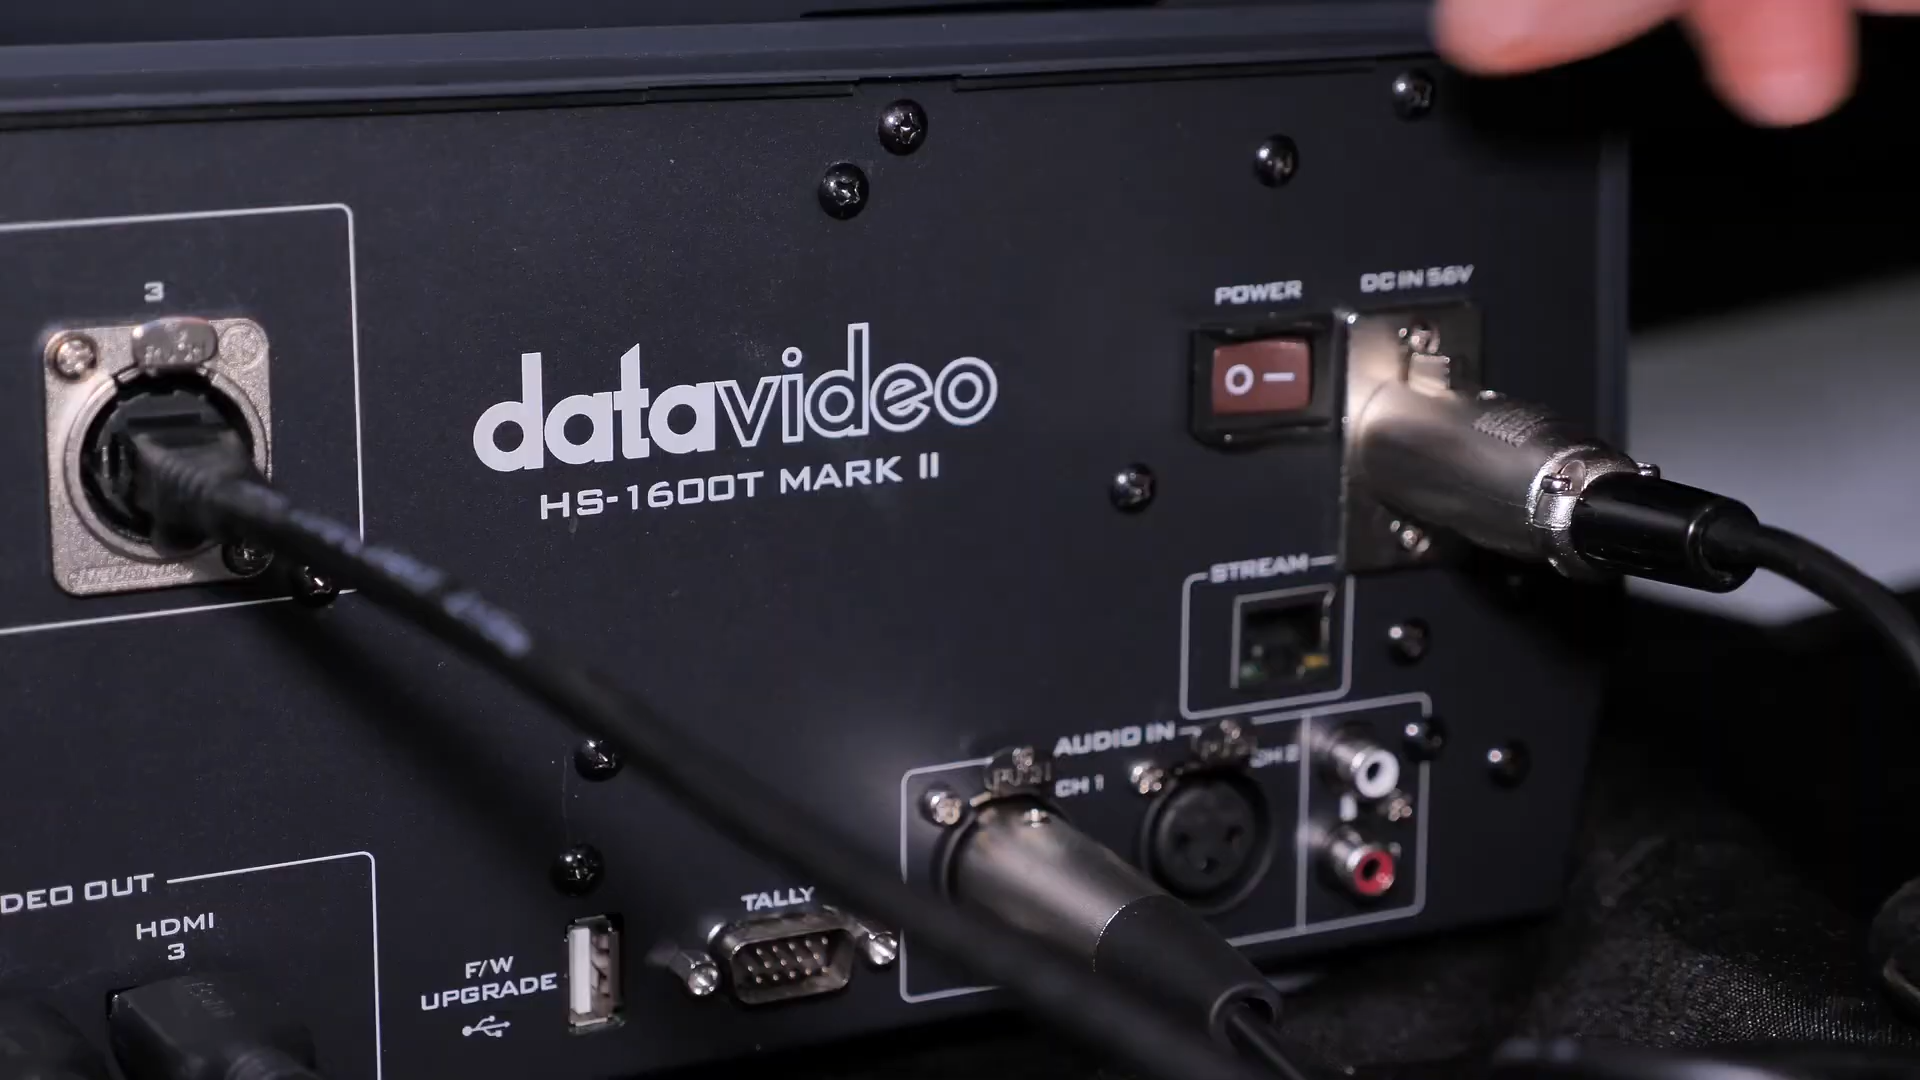 3
datavideo
HS-1600T MARK II
POWER
DC IN 56V
STREAM
AUDIO IN
CH 1
CH 2
PUSH
DEO OUT
HDMI
3
F/W
UPGRADE
TALLY